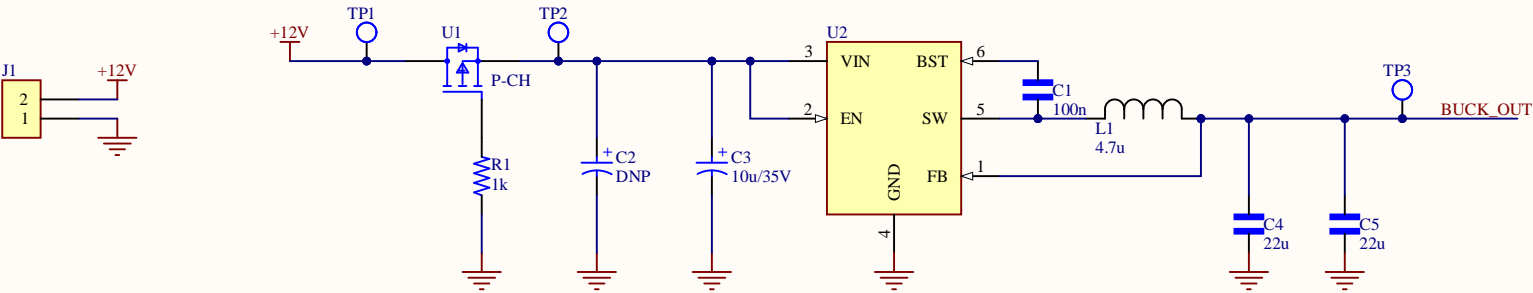 J1
+12V
2
1
+12V
TP1
U1
P-CH
R1
1k
TP2
C2
DNP
C3
10u/35V
U2
3 VIN
2 EN
BST 6
SW 5
FB 1
GND
4
C1
100n
L1
4.7u
C4
22u
C5
22u
TP3
BUCK_OUT